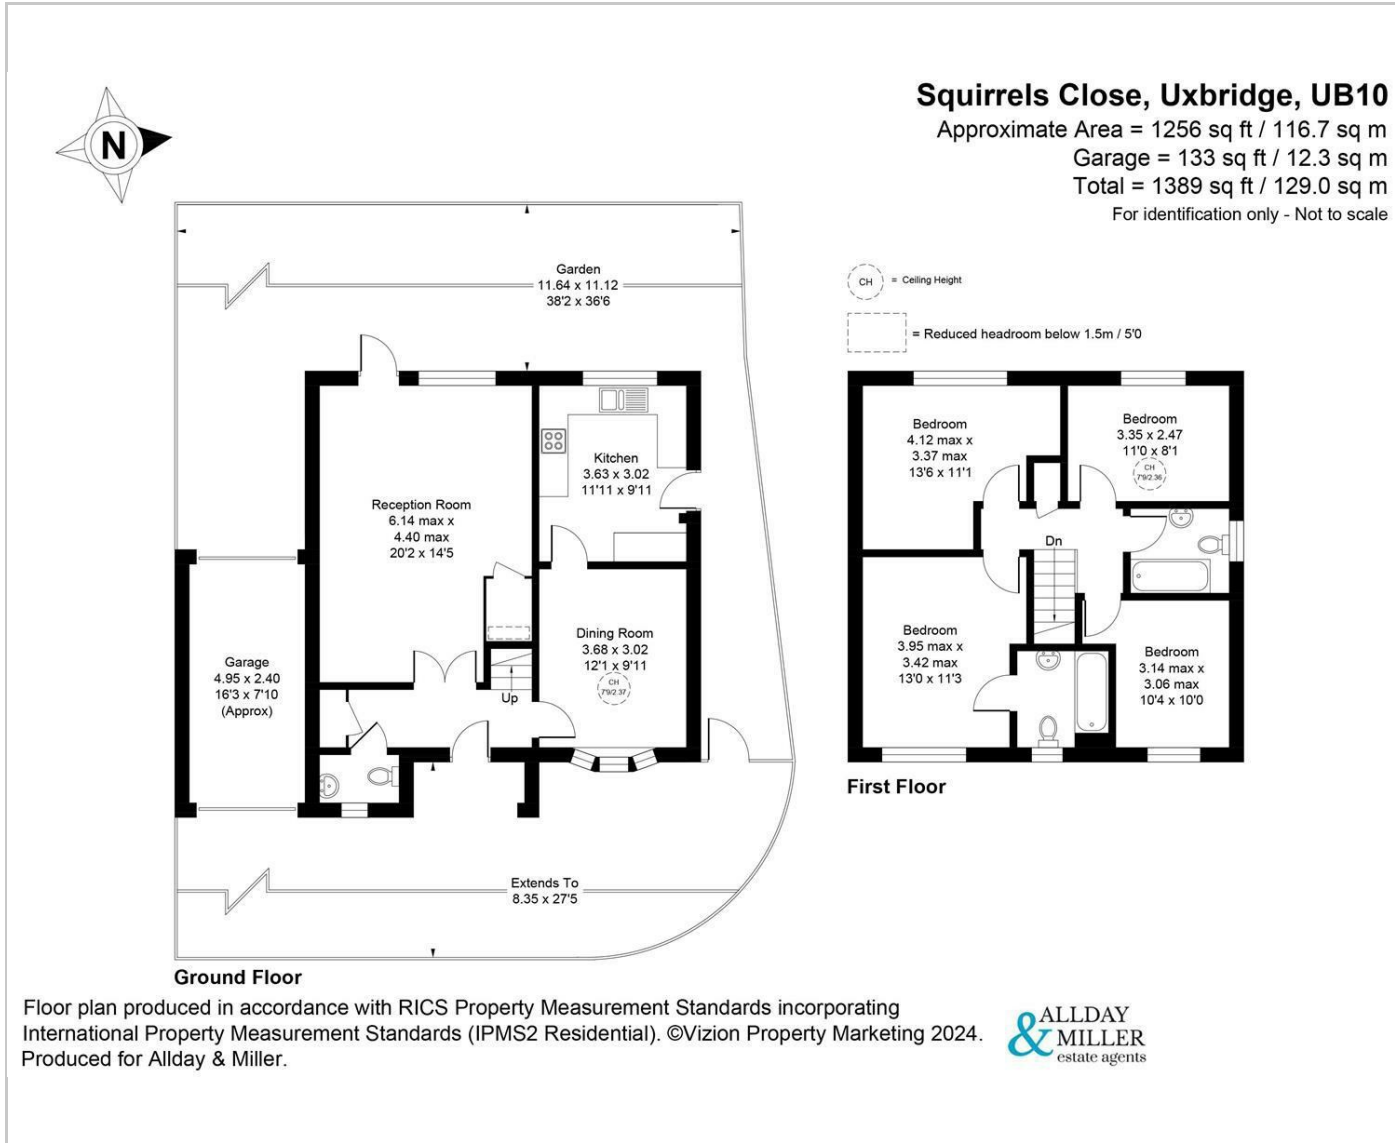 N
Squirrels Close, Uxbridge, UB10
Approximate Area = 1256 sq ft / 116.7 sq m
Garage = 133 sq ft / 12.3 sq m
Total = 1389 sq ft / 129.0 sq m
For identification only - Not to scale
CH
= Ceiling Height
= Reduced headroom below 1.5m / 5'0
Garden
11.64 x 11.12
38'2 x 36'6
Kitchen
3.63 x 3.02
11'11 x 9'11
Reception Room
6.14 max x
4.40 max
20'2 x 14'5
Dining Room
3.68 x 3.02
12'1 x 9'11
CH
7'9/2.37
Garage
4.95 x 2.40
16'3 x 7'10
(Approx)
Up
Extends To
8.35 x 27'5
Ground Floor
Bedroom
4.12 max x
3.37 max
13'6 x 11'1
Bedroom
3.35 x 2.47
11'0 x 8'1
CH
7'9/2.36
Dn
Bedroom
3.95 max x
3.42 max
13'0 x 11'3
Bedroom
3.14 max x
3.06 max
10'4 x 10'0
First Floor
Floor plan produced in accordance with RICS Property Measurement Standards incorporating
International Property Measurement Standards (IPMS2 Residential). ©Vizion Property Marketing 2024.
Produced for Allday & Miller.
ALLDAY
& MILLER
estate agents